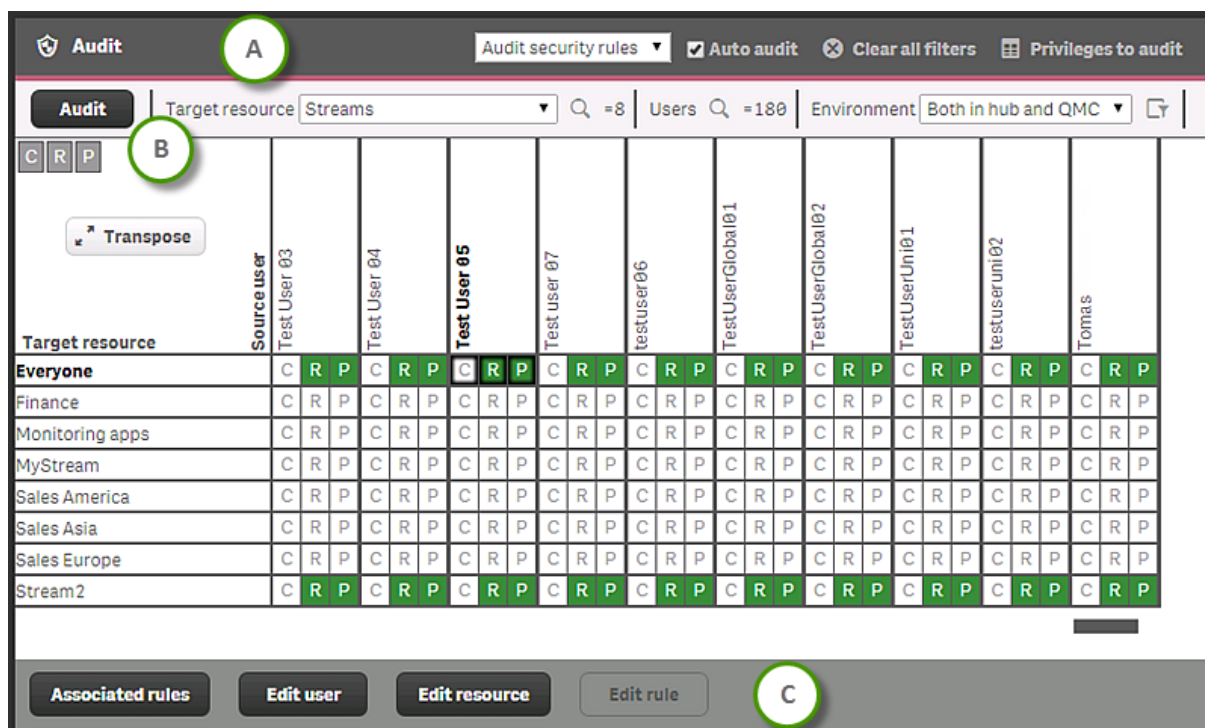 Audit A Audit security rules ▼ Auto audit Clear all filters Privileges to audit
Audit Target resource Streams ▼ =8 Users =180 Environment Both in hub and QMC ▼
C R P B
Transpose
Source user Test User 03 Test User 04 Test User 05 Test user 07 testuser06 TestUserGlobal01 TestUserGlobal02 TestUserUni01 testuseruni02 Tomas
Target resource
Everyone C R P C R P C R P C R P C R P C R P C R P C R P C R P C R P
Finance C R P C R P C R P C R P C R P C R P C R P C R P C R P C R P
Monitoring apps C R P C R P C R P C R P C R P C R P C R P C R P C R P C R P
MyStream C R P C R P C R P C R P C R P C R P C R P C R P C R P C R P
Sales America C R P C R P C R P C R P C R P C R P C R P C R P C R P C R P
Sales Asia C R P C R P C R P C R P C R P C R P C R P C R P C R P C R P
Sales Europe C R P C R P C R P C R P C R P C R P C R P C R P C R P C R P
Stream2 C R P C R P C R P C R P C R P C R P C R P C R P C R P C R P
Associated rules Edit user Edit resource Edit rule C